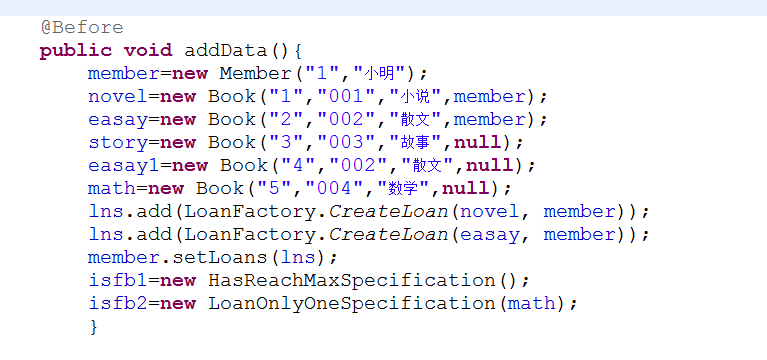 @Before
public void addData(){
member=new Member("1","小明");
novel=new Book("1","001","小说",member);
easay=new Book("2","002","散文",member);
story=new Book("3","003","故事",null);
easay1=new Book("4","002","散文",null);
math=new Book("5","004","数学",null);
lns.add(LoanFactory.CreateLoan(novel, member));
lns.add(LoanFactory.CreateLoan(easay, member));
member.setLoans(lns);
isfb1=new HasReachMaxSpecification();
isfb2=new LoanOnlyOneSpecification(math);
}